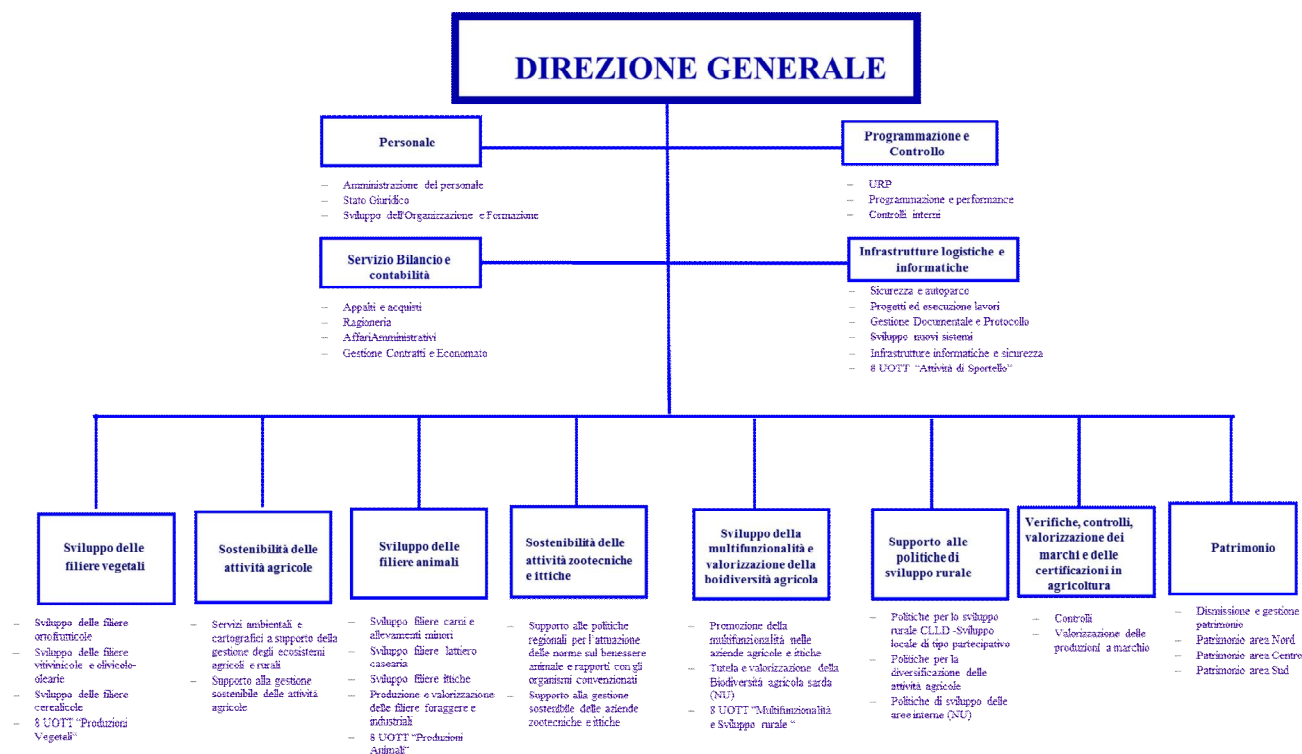 DIREZIONE GENERALE
Personale
– Amministrazione del personale
– Stato Giuridico
– Sviluppo dell'Organizzazione e Formazione
Programmazione e
Controllo
– URP
– Programmazione e performance
– Controlli interni
Servizio Bilancio e
contabilità
– Appalti e acquisti
– Ragioneria
– AffariAmministrativi
– Gestione Contratti e Economato
Infrastrutture logistiche e
informatiche
– Sicurezza e autoparco
– Progetti ed esecuzione lavori
– Gestione Documentale e Protocollo
– Sviluppo nuovi sistemi
– Infrastrutture informatiche e sicurezza
– 8 UOTT "Attività di Sportello"
Sviluppo delle
filiere vegetali
– Sviluppo delle filiere
ortofrutticole
– Sviluppo delle filiere
vitivinicole e olivicolo-
olearie
– Sviluppo delle filiere
cerealicole
– 8 UOTT "Produzioni
Vegetali"
Sostenibilità delle
attività agricole
– Servizi ambientali e
cartografici a supporto della
gestione degli ecosistemi
agricoli e rurali
– Supporto alla gestione
sostenibile delle attività
agricole
Sviluppo delle
filiere animali
– Sviluppo filiere carni e
allevamenti minori
– Sviluppo filiere lattiero
casearia
– Sviluppo filiere ittiche
– Produzione e valorizzazione
delle filiere foraggere e
industriali
– 8 UOTT "Produzioni
Animali"
Sostenibilità delle
attività zootecniche
e ittiche
– Supporto alle politiche
regionali per l'attuazione
delle norme sul benessere
animale e rapporti con gli
organismi convenzionati
– Supporto alla gestione
sostenibile delle aziende
zootecniche e ittiche
Sviluppo della
multifunzionalità e
valorizzazione della
boidiversità agricola
– Promozione della
multifunzionalità nelle
aziende agricole e ittiche
– Tutela e valorizzazione della
Biodiversità agricola sarda
(NU)
– 8 UOTT "Multifunzionalità
e Sviluppo rurale "
Supporto alle
politiche di
sviluppo rurale
– Politiche per lo sviluppo
rurale CLLD -Sviluppo
locale di tipo partecipativo
– Politiche per la
diversificazione delle
attività agricole
– Politiche di sviluppo delle
aree interne (NU)
Verifiche, controlli,
valorizzazione dei
marchi e delle
certificazioni in
agricoltura
– Controlli
– Valorizzazione delle
produzioni a marchio
Patrimonio
– Dismissione e gestione
patrimonio
– Patrimonio area Nord
– Patrimonio area Centro
– Patrimonio area Sud